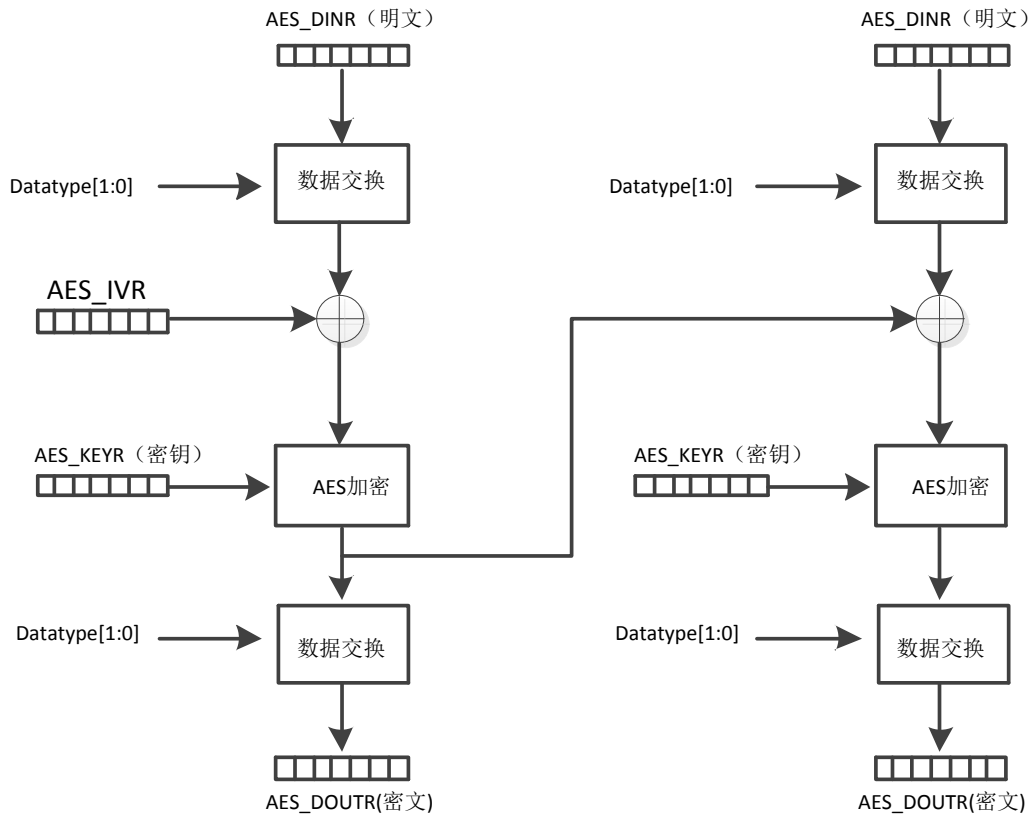 AES_DINR（明文）
AES_DINR（明文）
Datatype[1:0]
数据交换
Datatype[1:0]
数据交换
AES_IVR
AES_KEYR（密钥）
AES加密
AES_KEYR（密钥）
AES加密
Datatype[1:0]
数据交换
Datatype[1:0]
数据交换
AES_DOUTR(密文)
AES_DOUTR(密文)